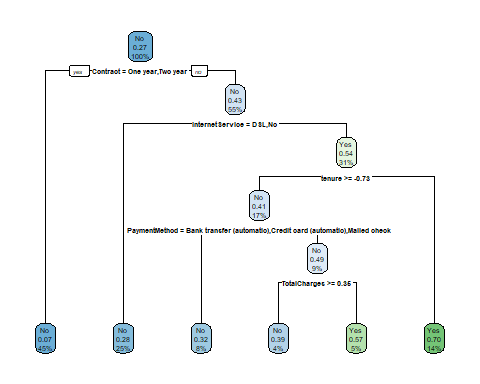 No
0.27
100%
yes Contract = One year,Two year no
No
0.43
55%
InternetService = DSL,No
Yes
0.54
31%
tenure >= -0.73
No
0.41
17%
PaymentMethod = Bank transfer (automatic),Credit card (automatic),Mailed check
No
0.49
9%
TotalCharges >= 0.35
No
0.07
45%
No
0.28
25%
No
0.32
8%
No
0.39
4%
Yes
0.57
5%
Yes
0.70
14%